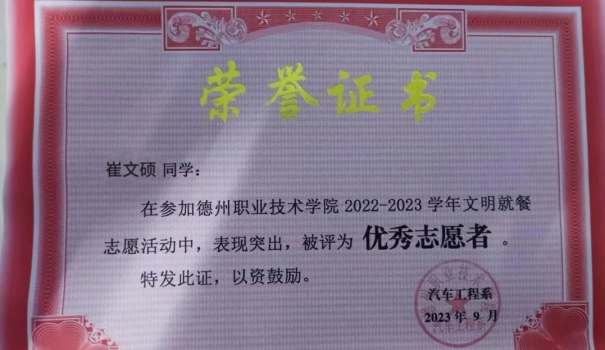 荣誉证书
崔文硕 同学：
在参加德州职业技术学院 2022-2023 学年文明就餐
志愿活动中，表现突出，被评为 优秀志愿者 。
特发此证，以资鼓励。
汽车工程系
2023 年 9 月